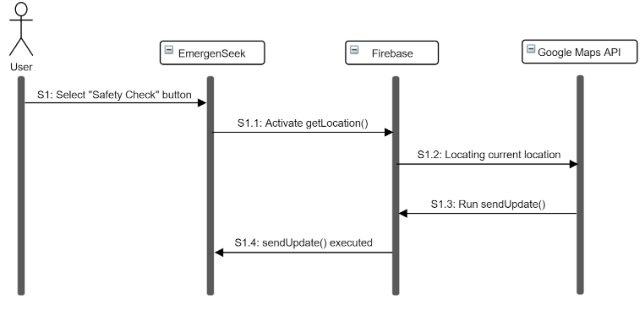 User
EmergenSeek
Firebase
Google Maps API
S1: Select "Safety Check" button
S1.1: Activate getLocation()
S1.2: Locating current location
S1.3: Run sendUpdate()
S1.4: sendUpdate() executed